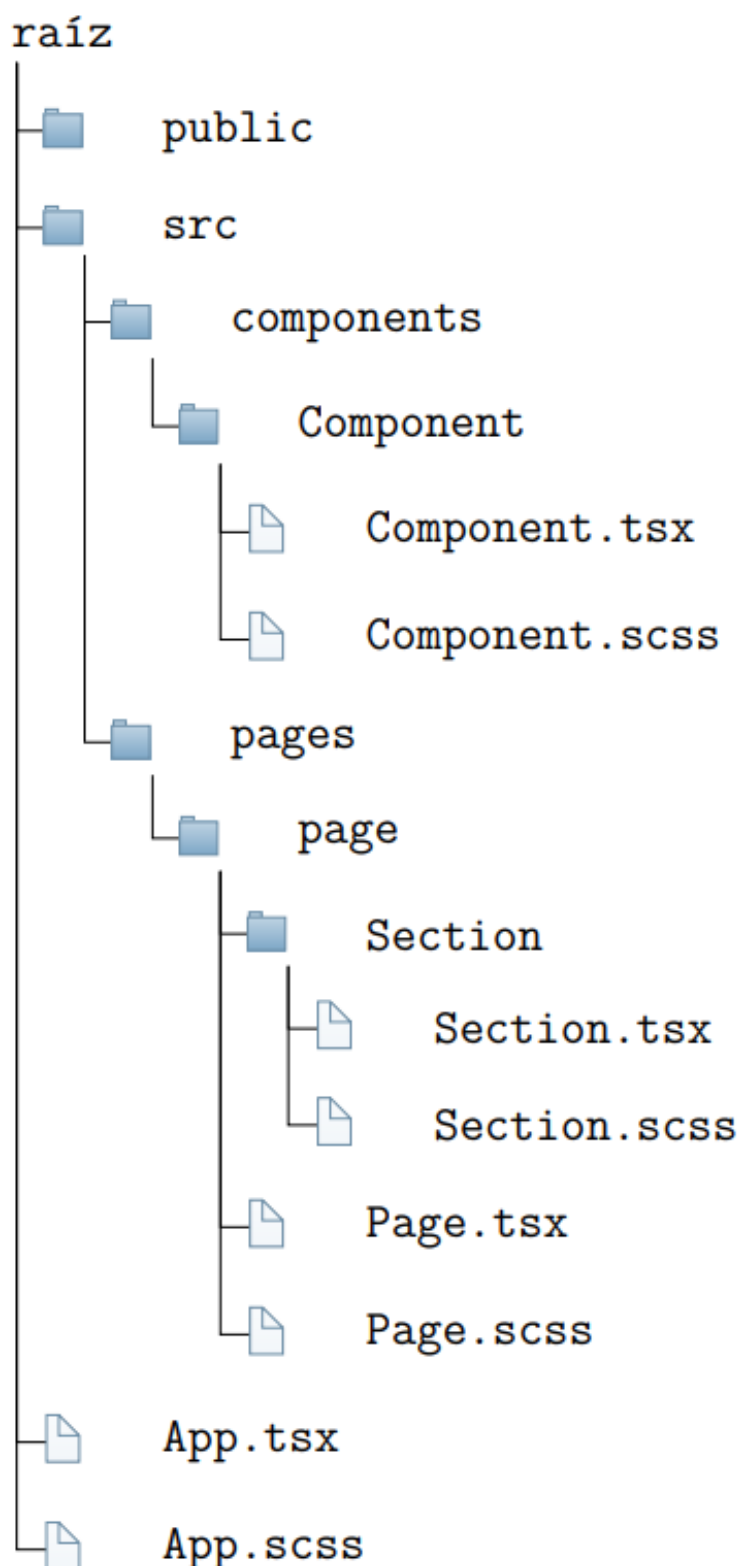 raíz
public
src
components
Component
Component.tsx
Component.scss
pages
page
Section
Section.tsx
Section.scss
Page.tsx
Page.scss
App.tsx
App.scss